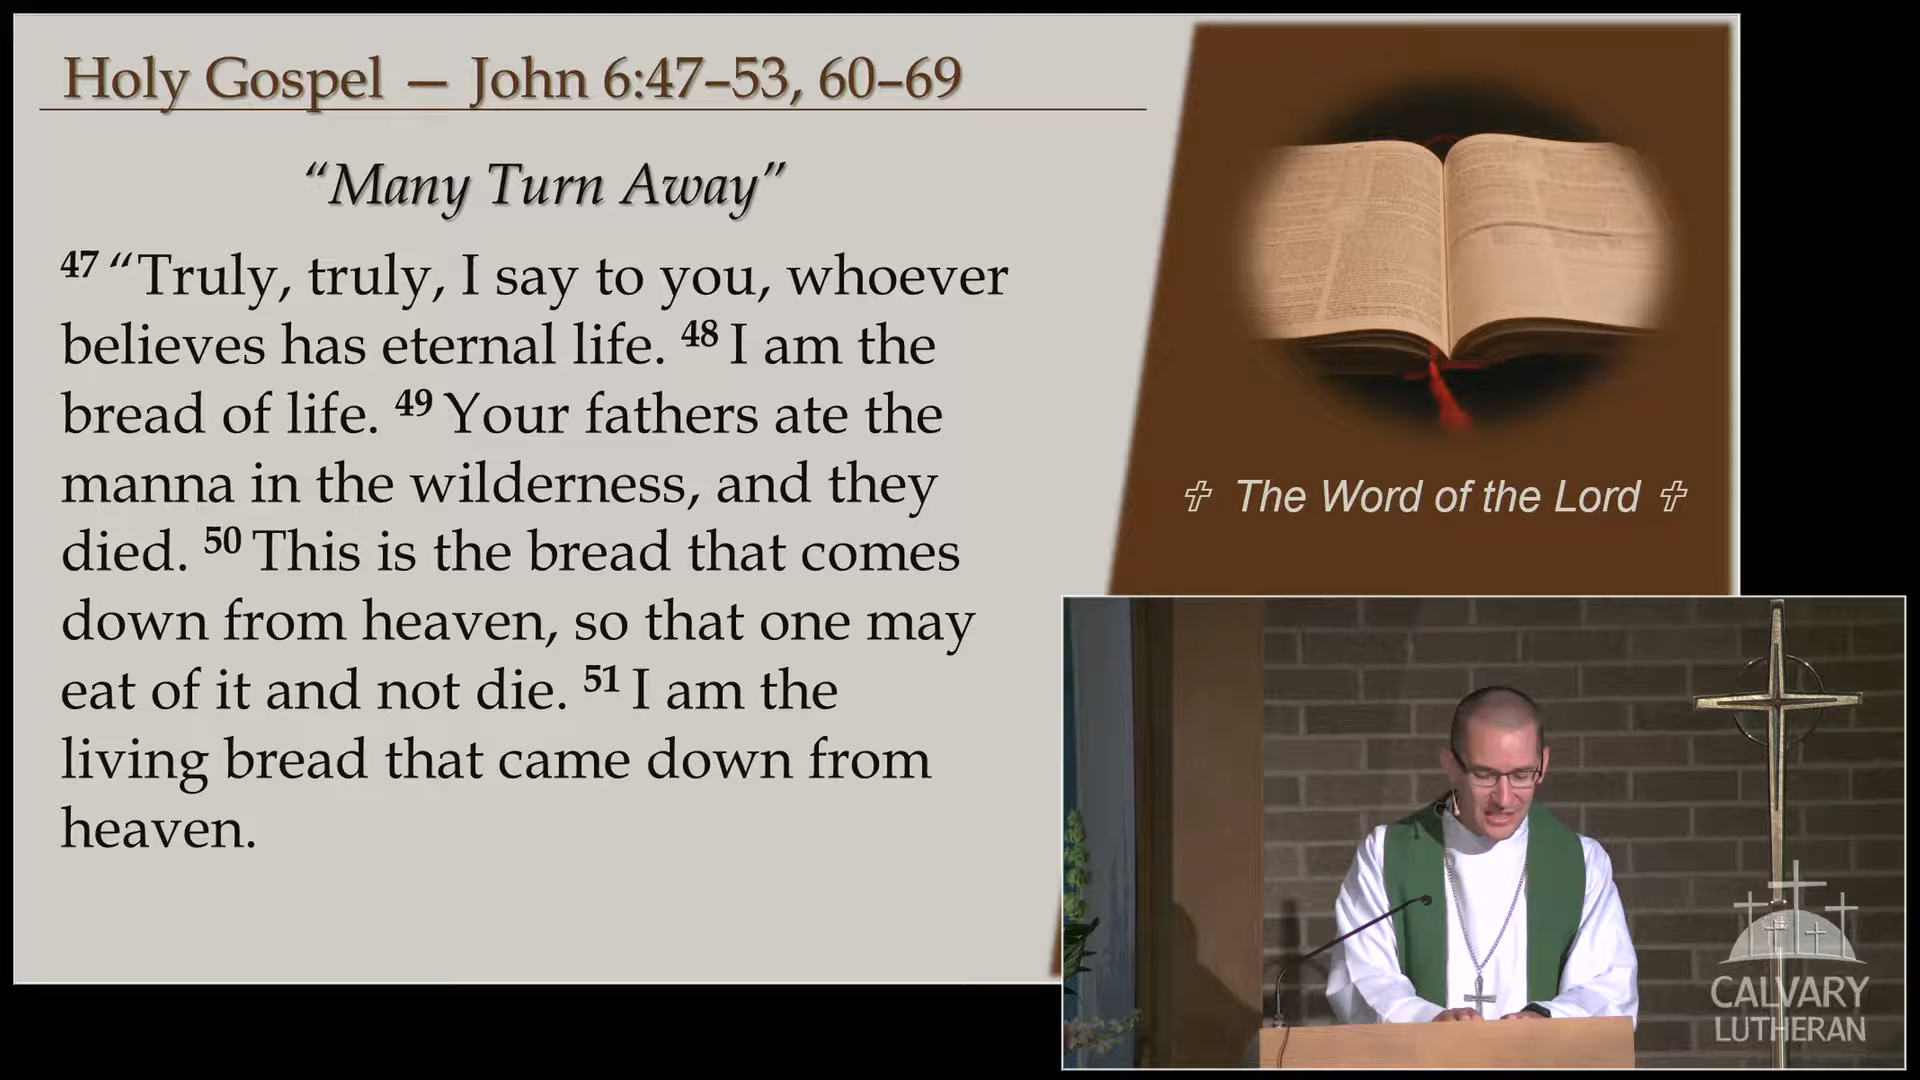 Holy Gospel — John 6:47–53, 60–69
“Many Turn Away”
47 “Truly, truly, I say to you, whoever
believes has eternal life. 48 I am the
bread of life. 49 Your fathers ate the
manna in the wilderness, and they
died. 50 This is the bread that comes
down from heaven, so that one may
eat of it and not die. 51 I am the
living bread that came down from
heaven.
✞ The Word of the Lord ✞
CALVARY
LUTHERAN